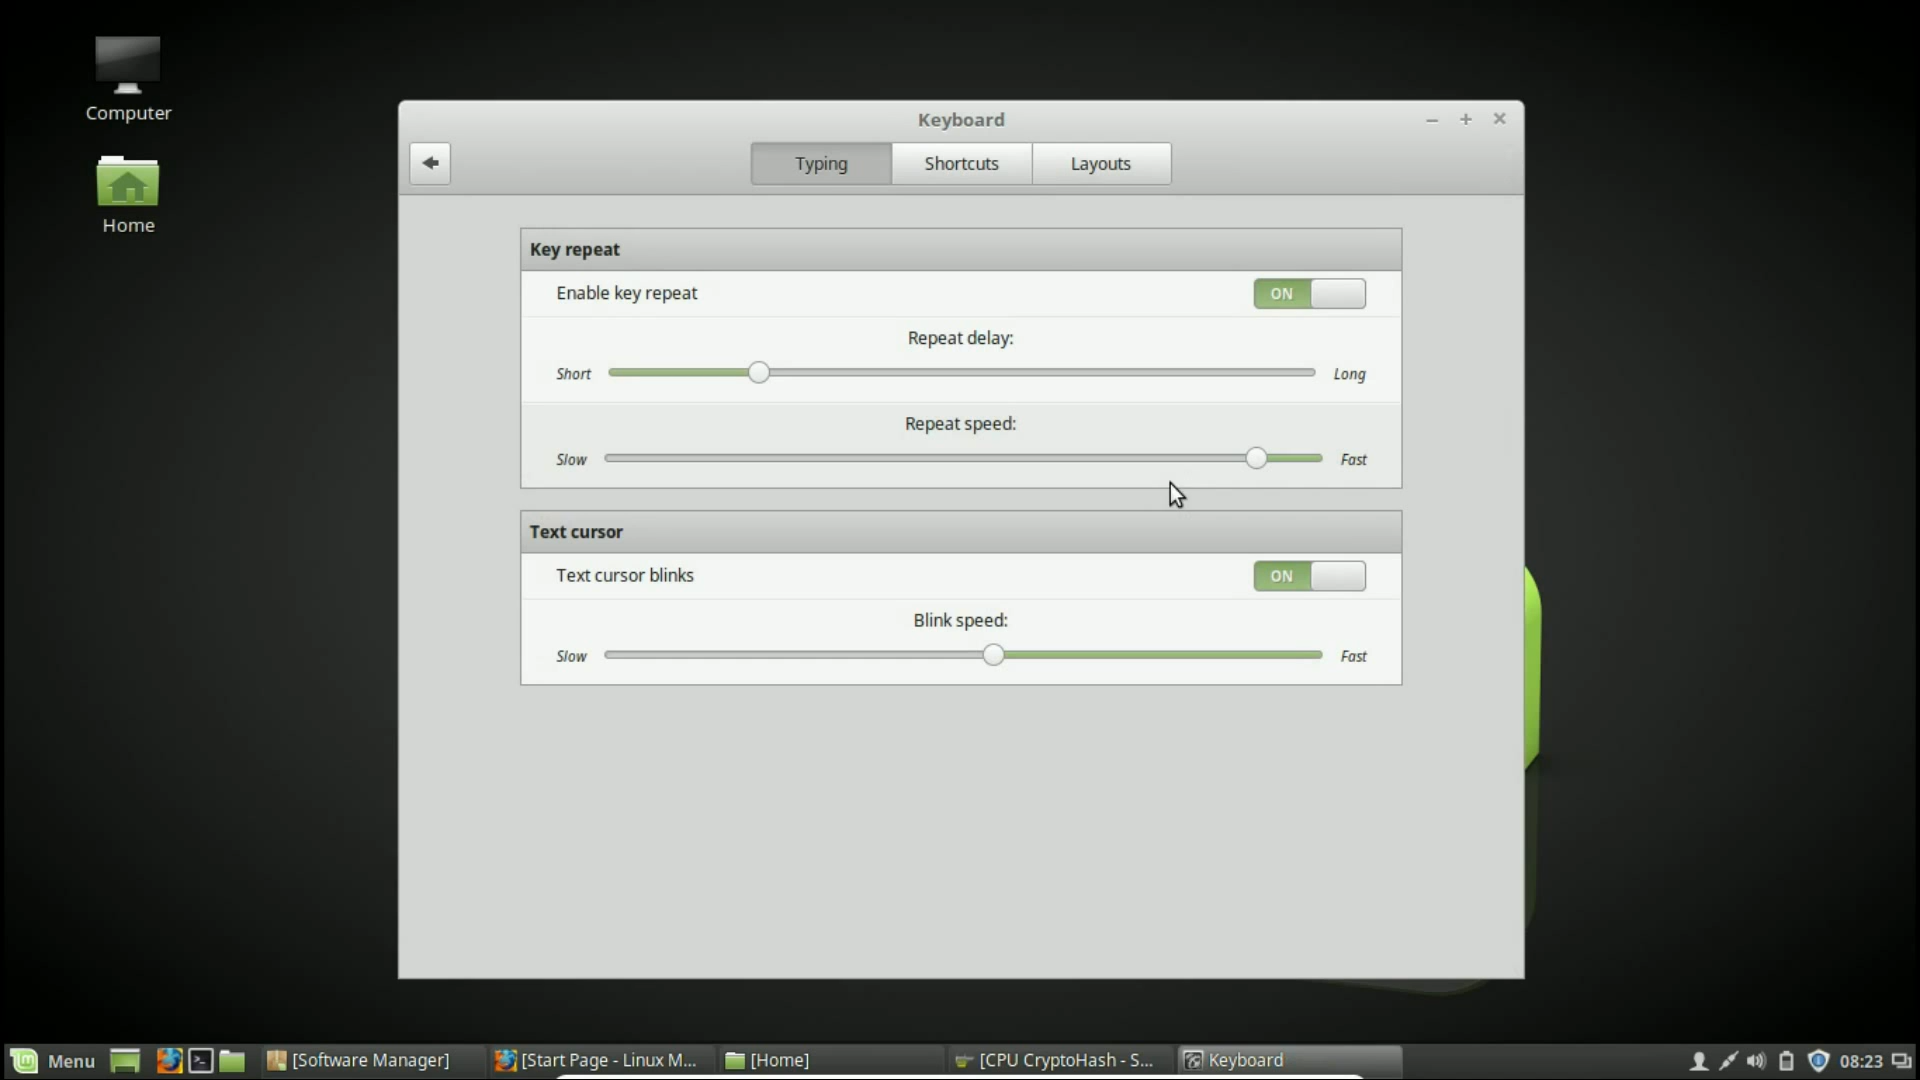 Computer
Home
Keyboard
Typing
Shortcuts
Layouts
Key repeat
Enable key repeat
ON
Repeat delay:
Short
Long
Repeat speed:
Slow
Fast
Text cursor
Text cursor blinks
ON
Blink speed:
Slow
Fast
Menu
[Software Manager]
[Start Page - Linux M...
[Home]
[CPU CryptoHash - S...
Keyboard
08:23